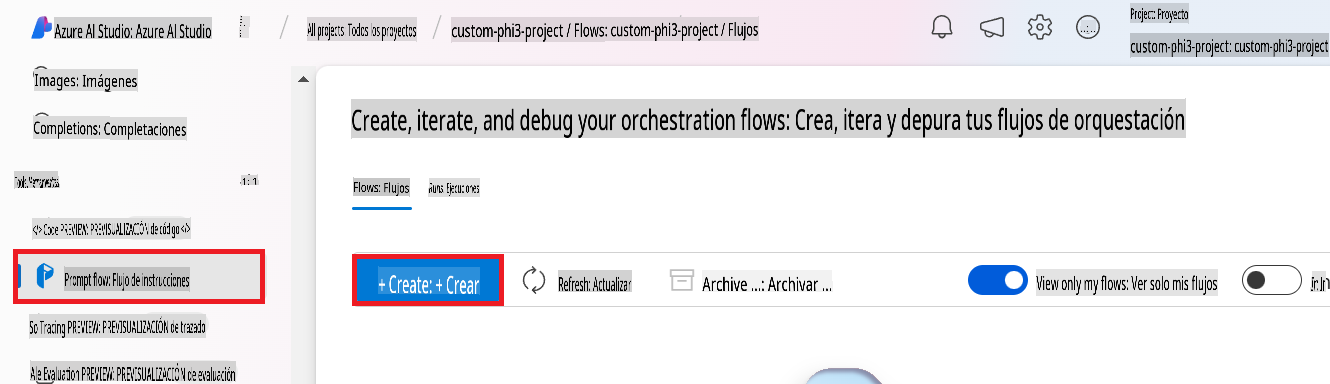 Azure AI Studio: Azure AI Studio / All projects: Todos los proyectos / custom-phi3-project / Flows: custom-phi3-project / Flujos
Project: Proyecto
custom-phi3-project: custom-phi3-project
Images: Imágenes
Completions: Completaciones
Tools: Herramientas
</> Code PREVIEW: PREVISUALIZACIÓN de código </>
Prompt flow: Flujo de instrucciones
So Tracing PREVIEW: PREVISUALIZACIÓN de trazado
Ale Evaluation PREVIEW: PREVISUALIZACIÓN de evaluación
Create, iterate, and debug your orchestration flows: Crea, itera y depura tus flujos de orquestación
Flows: Flujos
Runs: Ejecuciones
+ Create: + Crear
Refresh: Actualizar
Archive ...: Archivar ...
View only my flows: Ver solo mis flujos